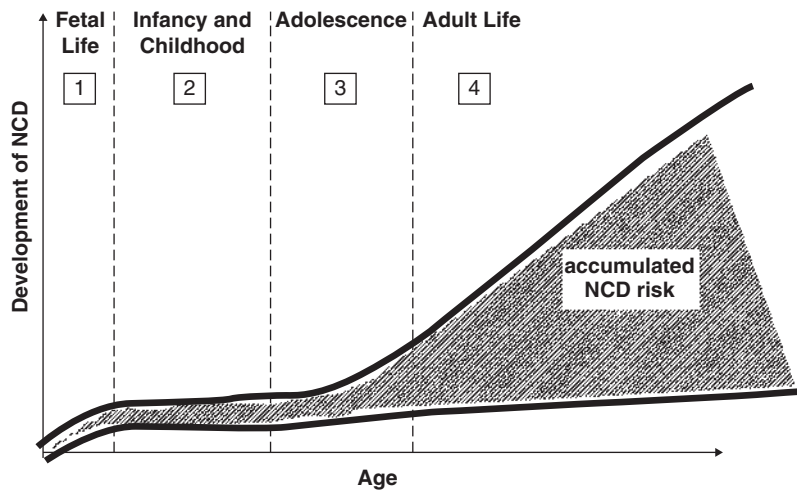 Fetal
Life
Infancy and
Childhood
Adolescence
Adult Life
1
2
3
4
Development of NCD
accumulated
NCD risk
Age